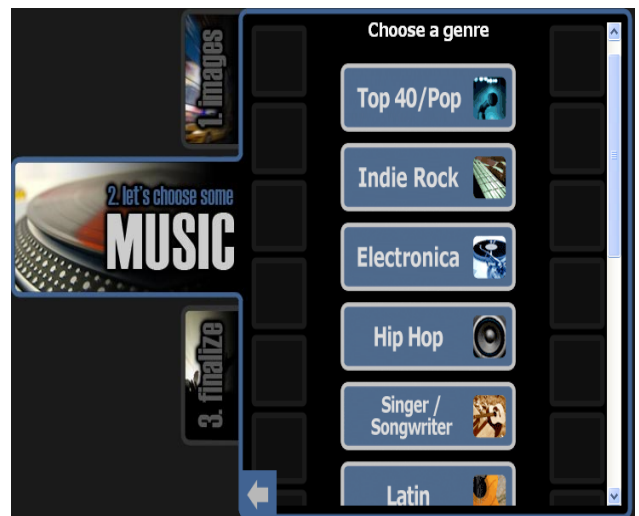 Choose a genre
1. images
2. let's choose some
MUSIC
3. finalize
Top 40/Pop
Indie Rock
Electronica
Hip Hop
Singer /
Songwriter
Latin